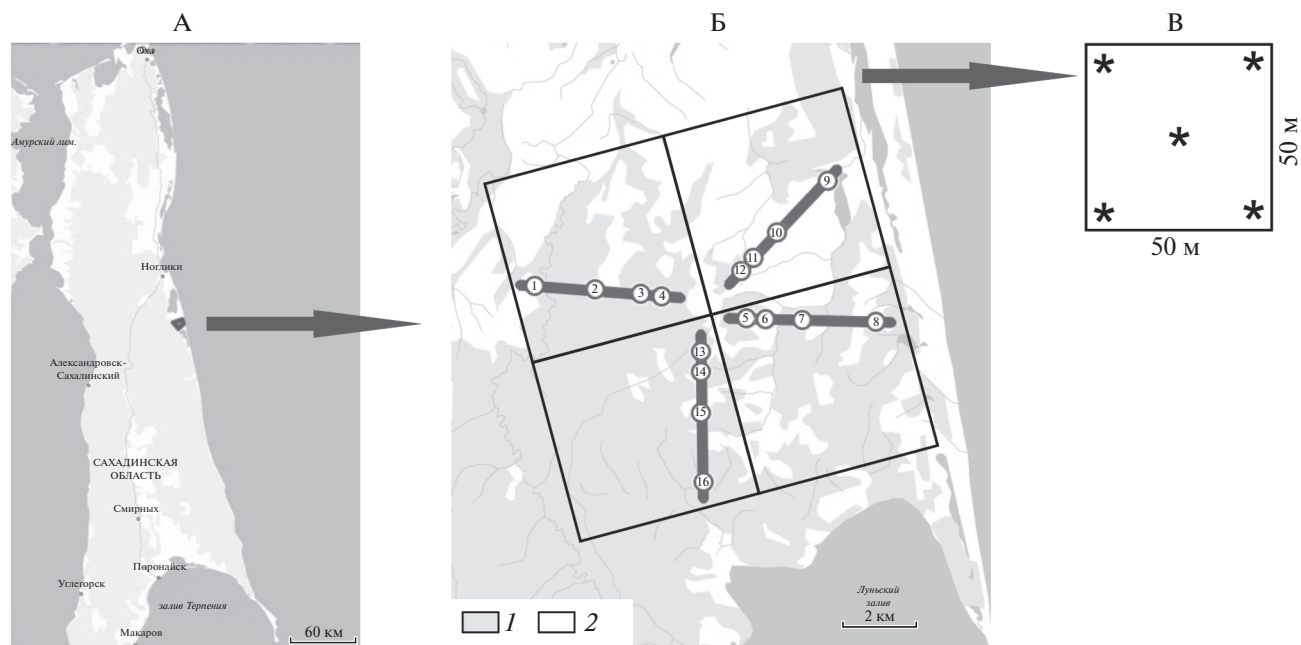 А
Б
В
Оха
Амурский лим.
Ноглики
Александровск-
Сахалинский
САХАДИНСКАЯ
ОБЛАСТЬ
Смирных
Поронайск
Углегорск
залив Терпения
Макаров
60 км
1
2
3
4
5
6
7
8
9
10
11
12
13
14
15
16
1
2
Луньский
залив
2 км
*
*
*
*
*
50 м
50 м